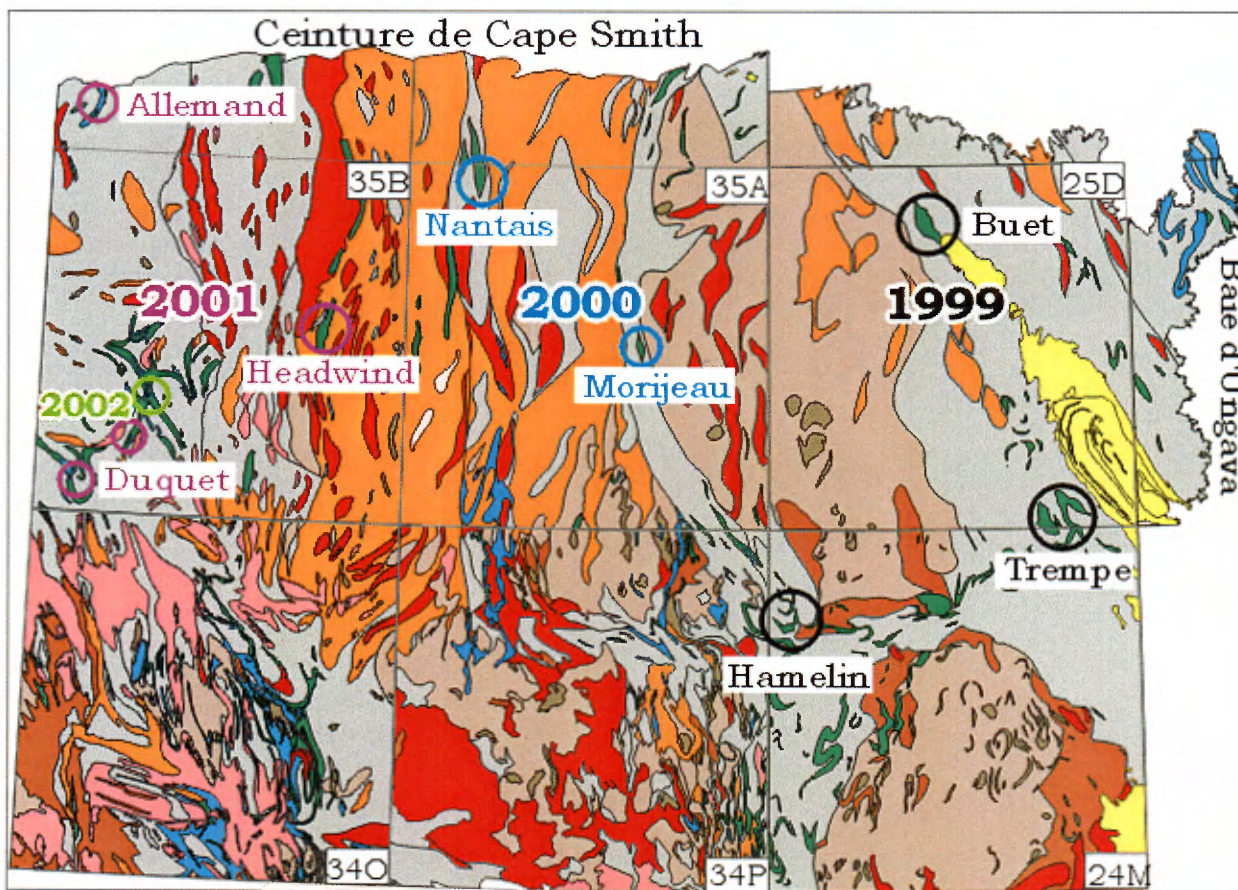 Ceinture de Cape Smith
Allemand
35B
35A
25D
Nantais
Buet
2001
2000
1999
Headwind
Morijeau
2002
Duquet
Baie d'Ungava
Trempe
Hamelin
34O
34P
24M